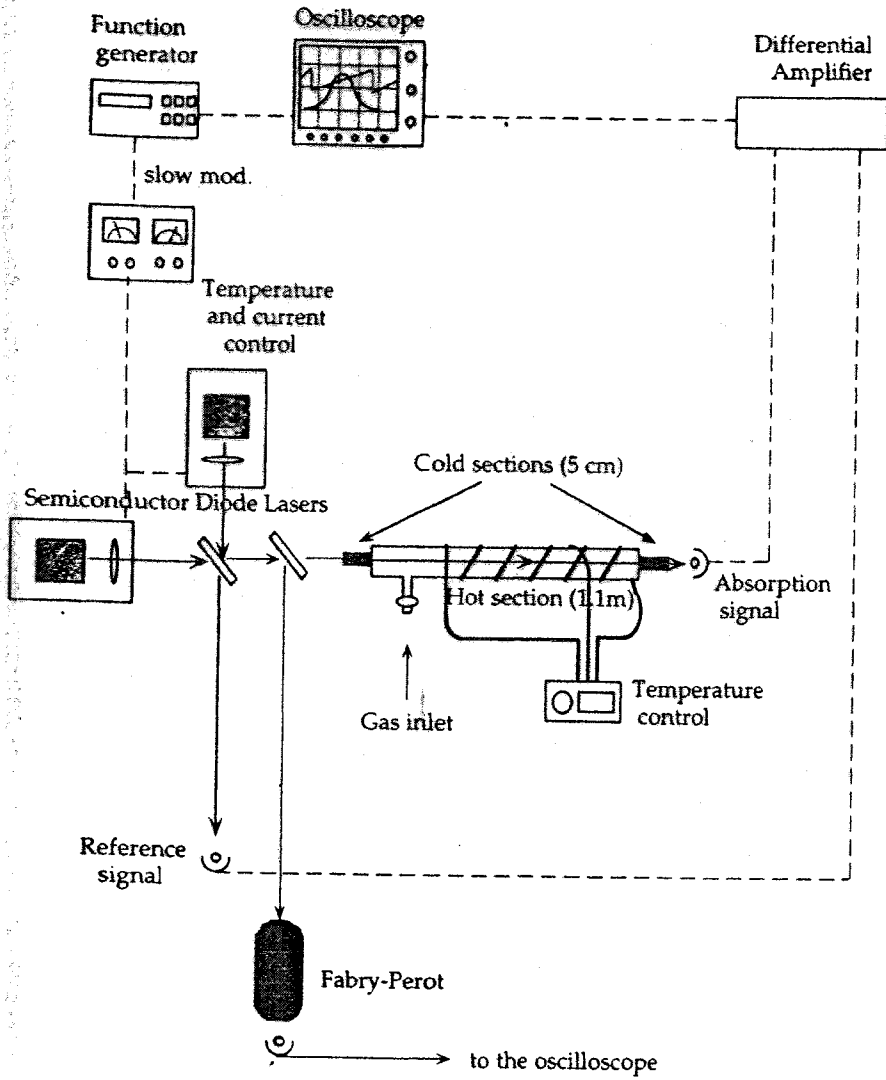 Function
generator
Oscilloscope
Differential
Amplifier
slow mod.
Temperature
and current
control
Cold sections (5 cm)
Semiconductor Diode Lasers
Hot section (1.1m)
Absorption
signal
Gas inlet
Temperature
control
Reference
signal
Fabry-Perot
to the oscilloscope